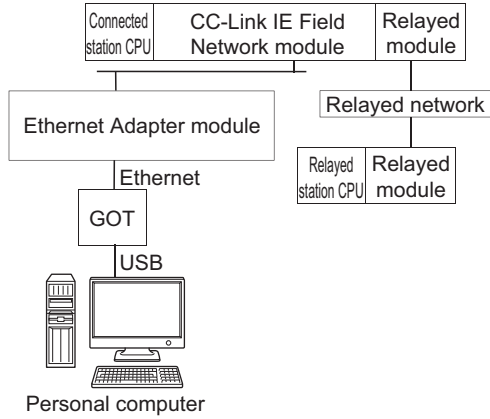 Connected
station CPU
CC-Link IE Field
Network module
Relayed
module
Ethernet Adapter module
Relayed network
Relayed
station CPU
Relayed
module
Ethernet
GOT
USB
Personal computer